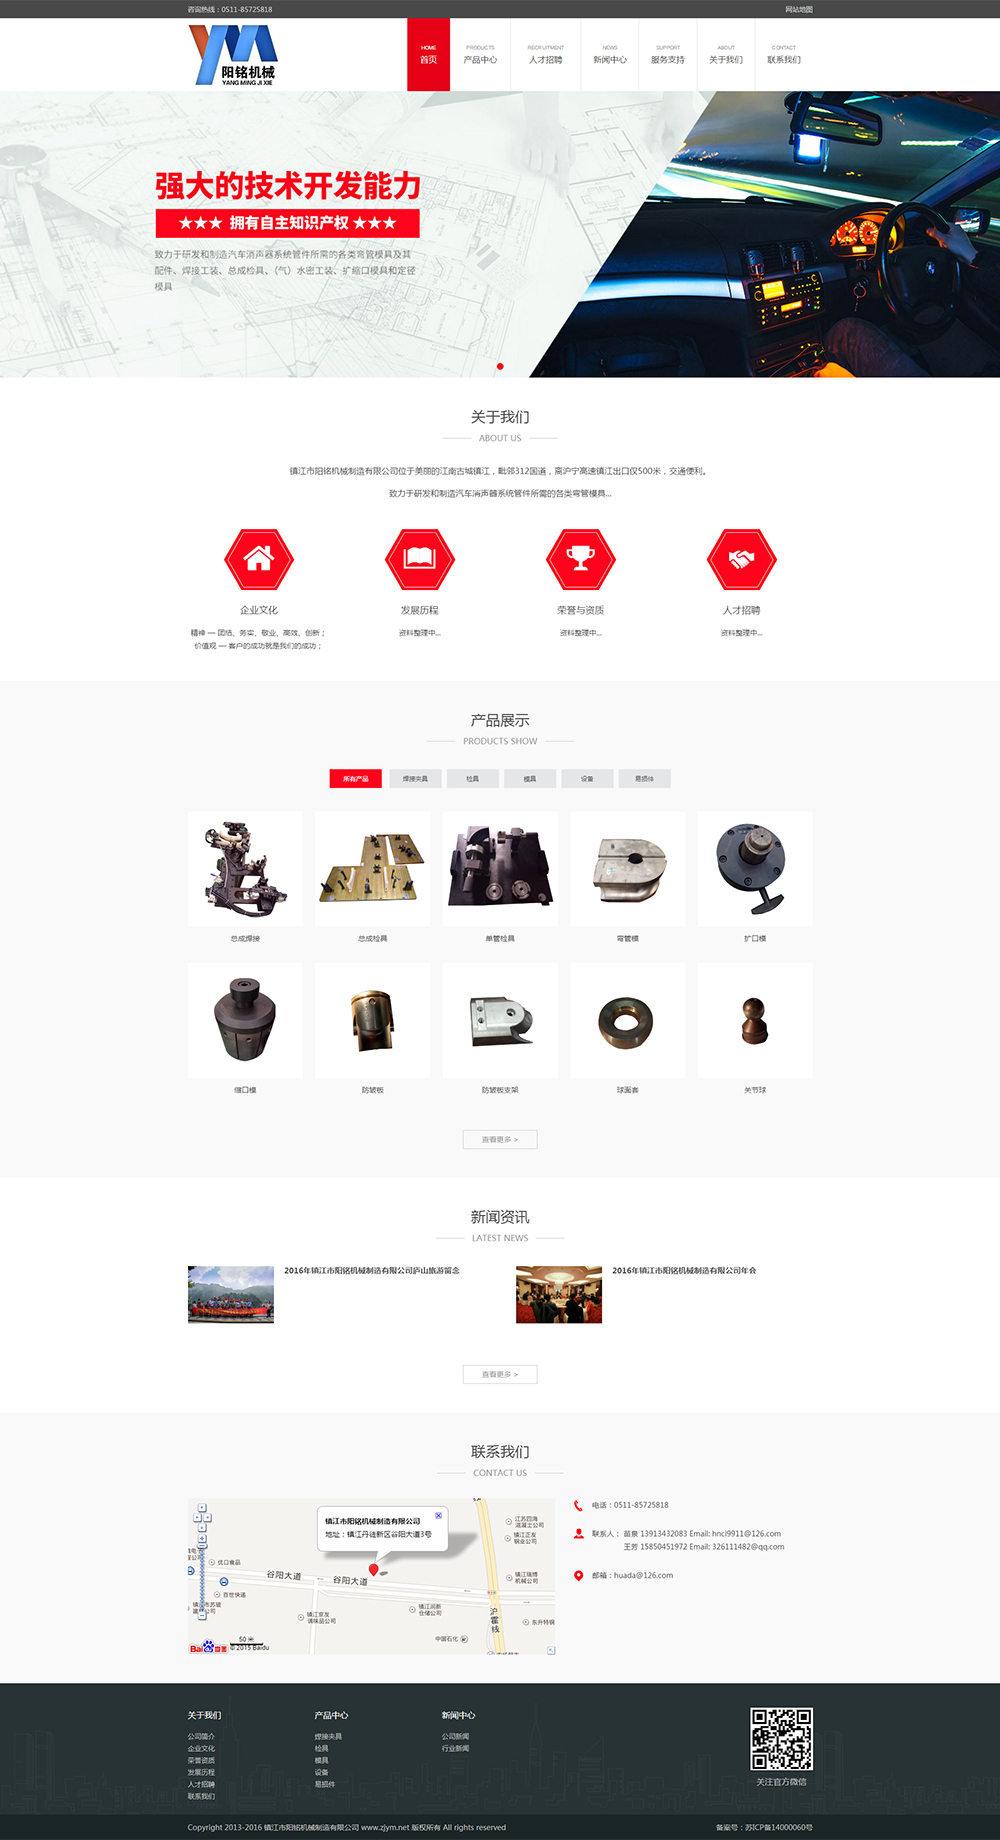 咨询热线：0511-85725818
网站地图
阳铭机械
YANG MING JI XIE
HOME
首页
PRODUCTS
产品中心
RECRUITMENT
人才招聘
NEWS
新闻中心
SUPPORT
服务支持
ABOUT
关于我们
CONTACT
联系我们
强大的技术开发能力
★★★ 拥有自主知识产权 ★★★
致力于研发和制造汽车消声器系统管件所需的各类弯管模具及其
配件、焊接工装、总成检具、（气）水密工装、扩缩口模具和定径
模具
关于我们
ABOUT US
镇江市阳铭机械制造有限公司位于美丽的江南古城镇江，毗邻312国道，离沪宁高速镇江出口仅500米，交通便利。
致力于研发和制造汽车消声器系统管件所需的各类弯管模具...
企业文化
发展历程
荣誉与资质
人才招聘
精神 — 团结、务实、敬业、高效、创新；
价值观 — 客户的成功就是我们的成功；
资料整理中...
资料整理中...
资料整理中...
产品展示
PRODUCTS SHOW
所有产品
焊接夹具
检具
模具
设备
易损件
总成焊接
总成检具
单管检具
弯管模
扩口模
缩口模
防皱板
防皱板支架
球面套
关节球
查看更多 >
新闻资讯
LATEST NEWS
2016年镇江市阳铭机械制造有限公司庐山旅游留念
2016年镇江市阳铭机械制造有限公司年会
查看更多 >
联系我们
CONTACT US
镇江市阳铭机械制造有限公司
地址：镇江丹徒新区谷阳大道3号
江苏四海
混凝土公司
镇江正友
铜业公司
优口食品
谷阳大道
谷阳大道
镇江瑞博
机械公司
百世快递
镇江京友
调味品公司
镇江润新
仓储公司
东升特钢
中国石化
50 米
Bai 地图
© 2015 Baidu
电话：0511-85725818
联系人： 苗泉 13913432083 Email: hnci9911@126.com
王芳 15850451972 Email: 326111482@qq.com
邮箱：huada@126.com
关于我们
公司简介
企业文化
荣誉资质
发展历程
人才招聘
联系我们
产品中心
焊接夹具
检具
模具
设备
易损件
新闻中心
公司新闻
行业新闻
关注官方微信
Copyright 2013-2016 镇江市阳铭机械制造有限公司 www.zjym.net 版权所有 All rights reserved
备案号：苏ICP备14000060号